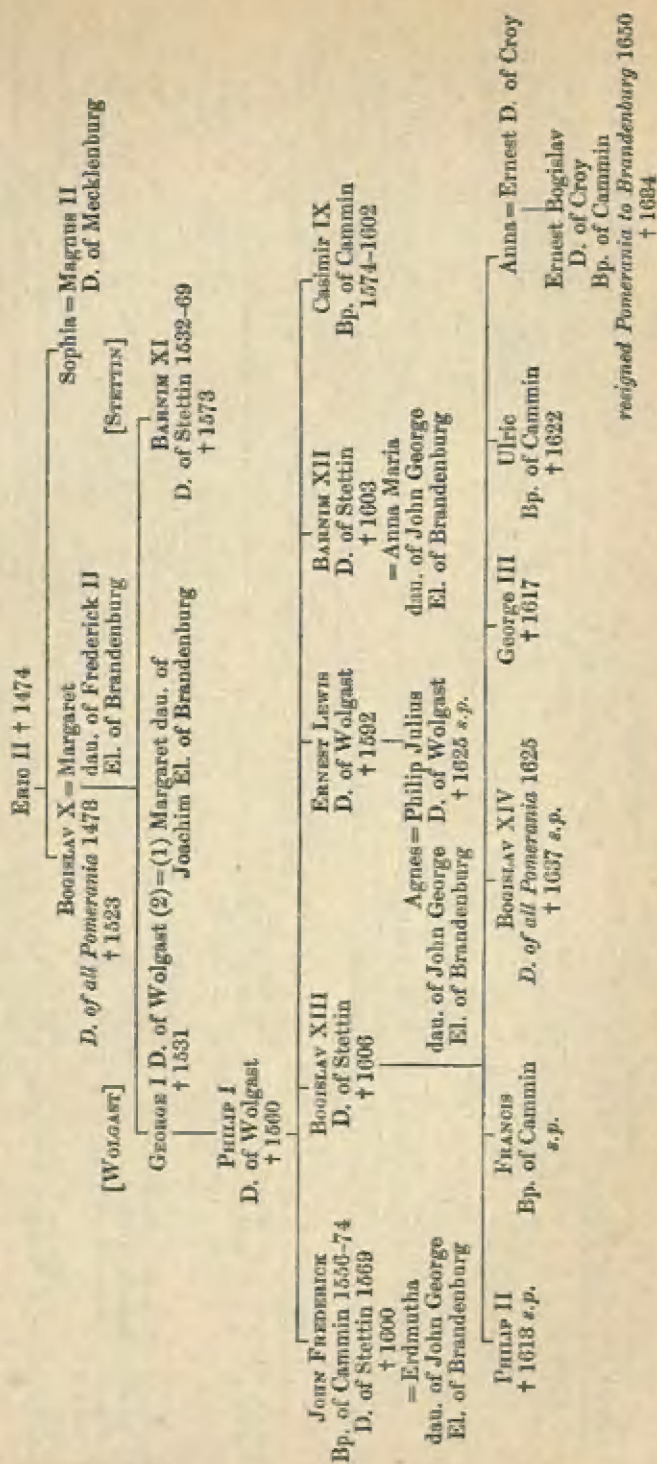 ERIC II † 1474
BOGISLAV X = Margaret
D. of all Pomerania 1478 dau. of Frederick II
† 1523 El. of Brandenburg
Sophia = Magnus II
D. of Mecklenburg
[WOLGAST]
[STETTIN]
GEORGE I D. of Wolgast (2)=(1) Margaret dau. of
† 1531 Joachim El. of Brandenburg
BARNIM XI
D. of Stettin 1532–69
† 1573
PHILIP I
D. of Wolgast
† 1560
JOHN FREDERICK
Bp. of Cammin 1556–74
D. of Stettin 1569
† 1600
=Erdmutha
dau. of John George
El. of Brandenburg
BOGISLAV XIII
D. of Stettin
† 1606
ERNEST LEWIS
D. of Wolgast
† 1592
Agnes = Philip Julius
dau. of John George D. of Wolgast
El. of Brandenburg † 1625 s.p.
BARNIM XII
D. of Stettin
† 1603
=Anna Maria
dau. of John George
El. of Brandenburg
Casimir IX
Bp. of Cammin
1574–1602
PHILIP II
† 1618 s.p.
FRANCIS
Bp. of Cammin
s.p.
BOGISLAV XIV
D. of all Pomerania 1625
† 1637 s.p.
George III
† 1617
Ulric
Bp. of Cammin
† 1622
Anna = Ernest D. of Croy
Ernest Bogislav
D. of Croy
Bp. of Cammin
resigned Pomerania to Brandenburg 1650
† 1684